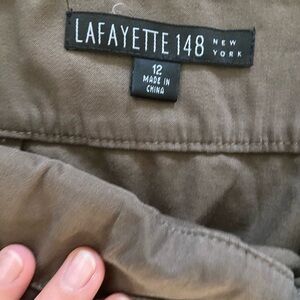 LAFAYETTE 148 NEW YORK
12
MADE IN
CHINA